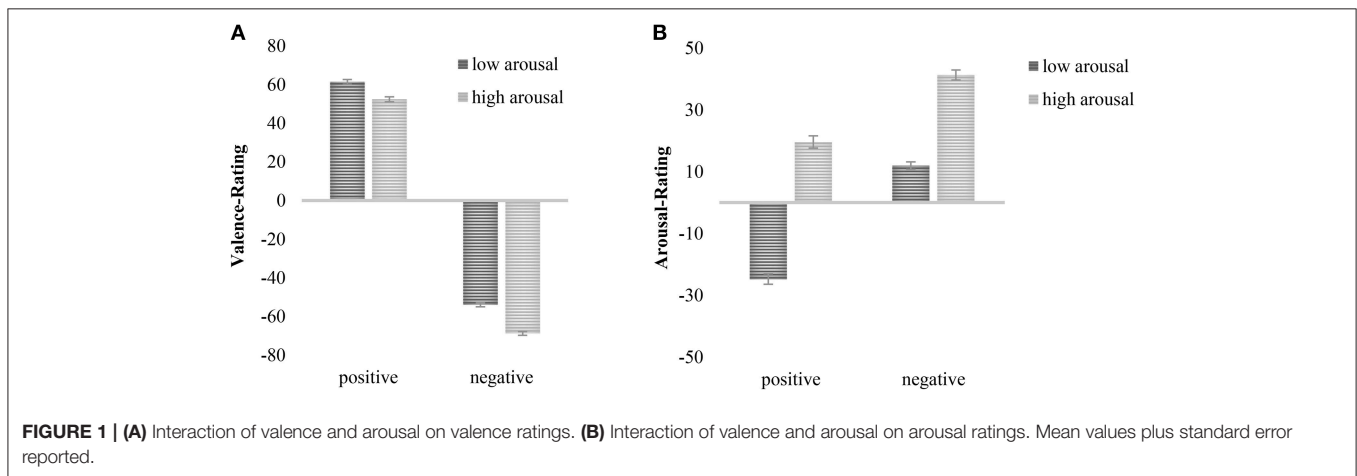 A
80
60
40
20
0
-20
-40
-60
-80
Valence-Rating
low arousal
high arousal
positive negative
B
50
30
10
-10
-30
-50
Arousal-Rating
low arousal
high arousal
positive negative
FIGURE 1 | (A) Interaction of valence and arousal on valence ratings. (B) Interaction of valence and arousal on arousal ratings. Mean values plus standard error
reported.